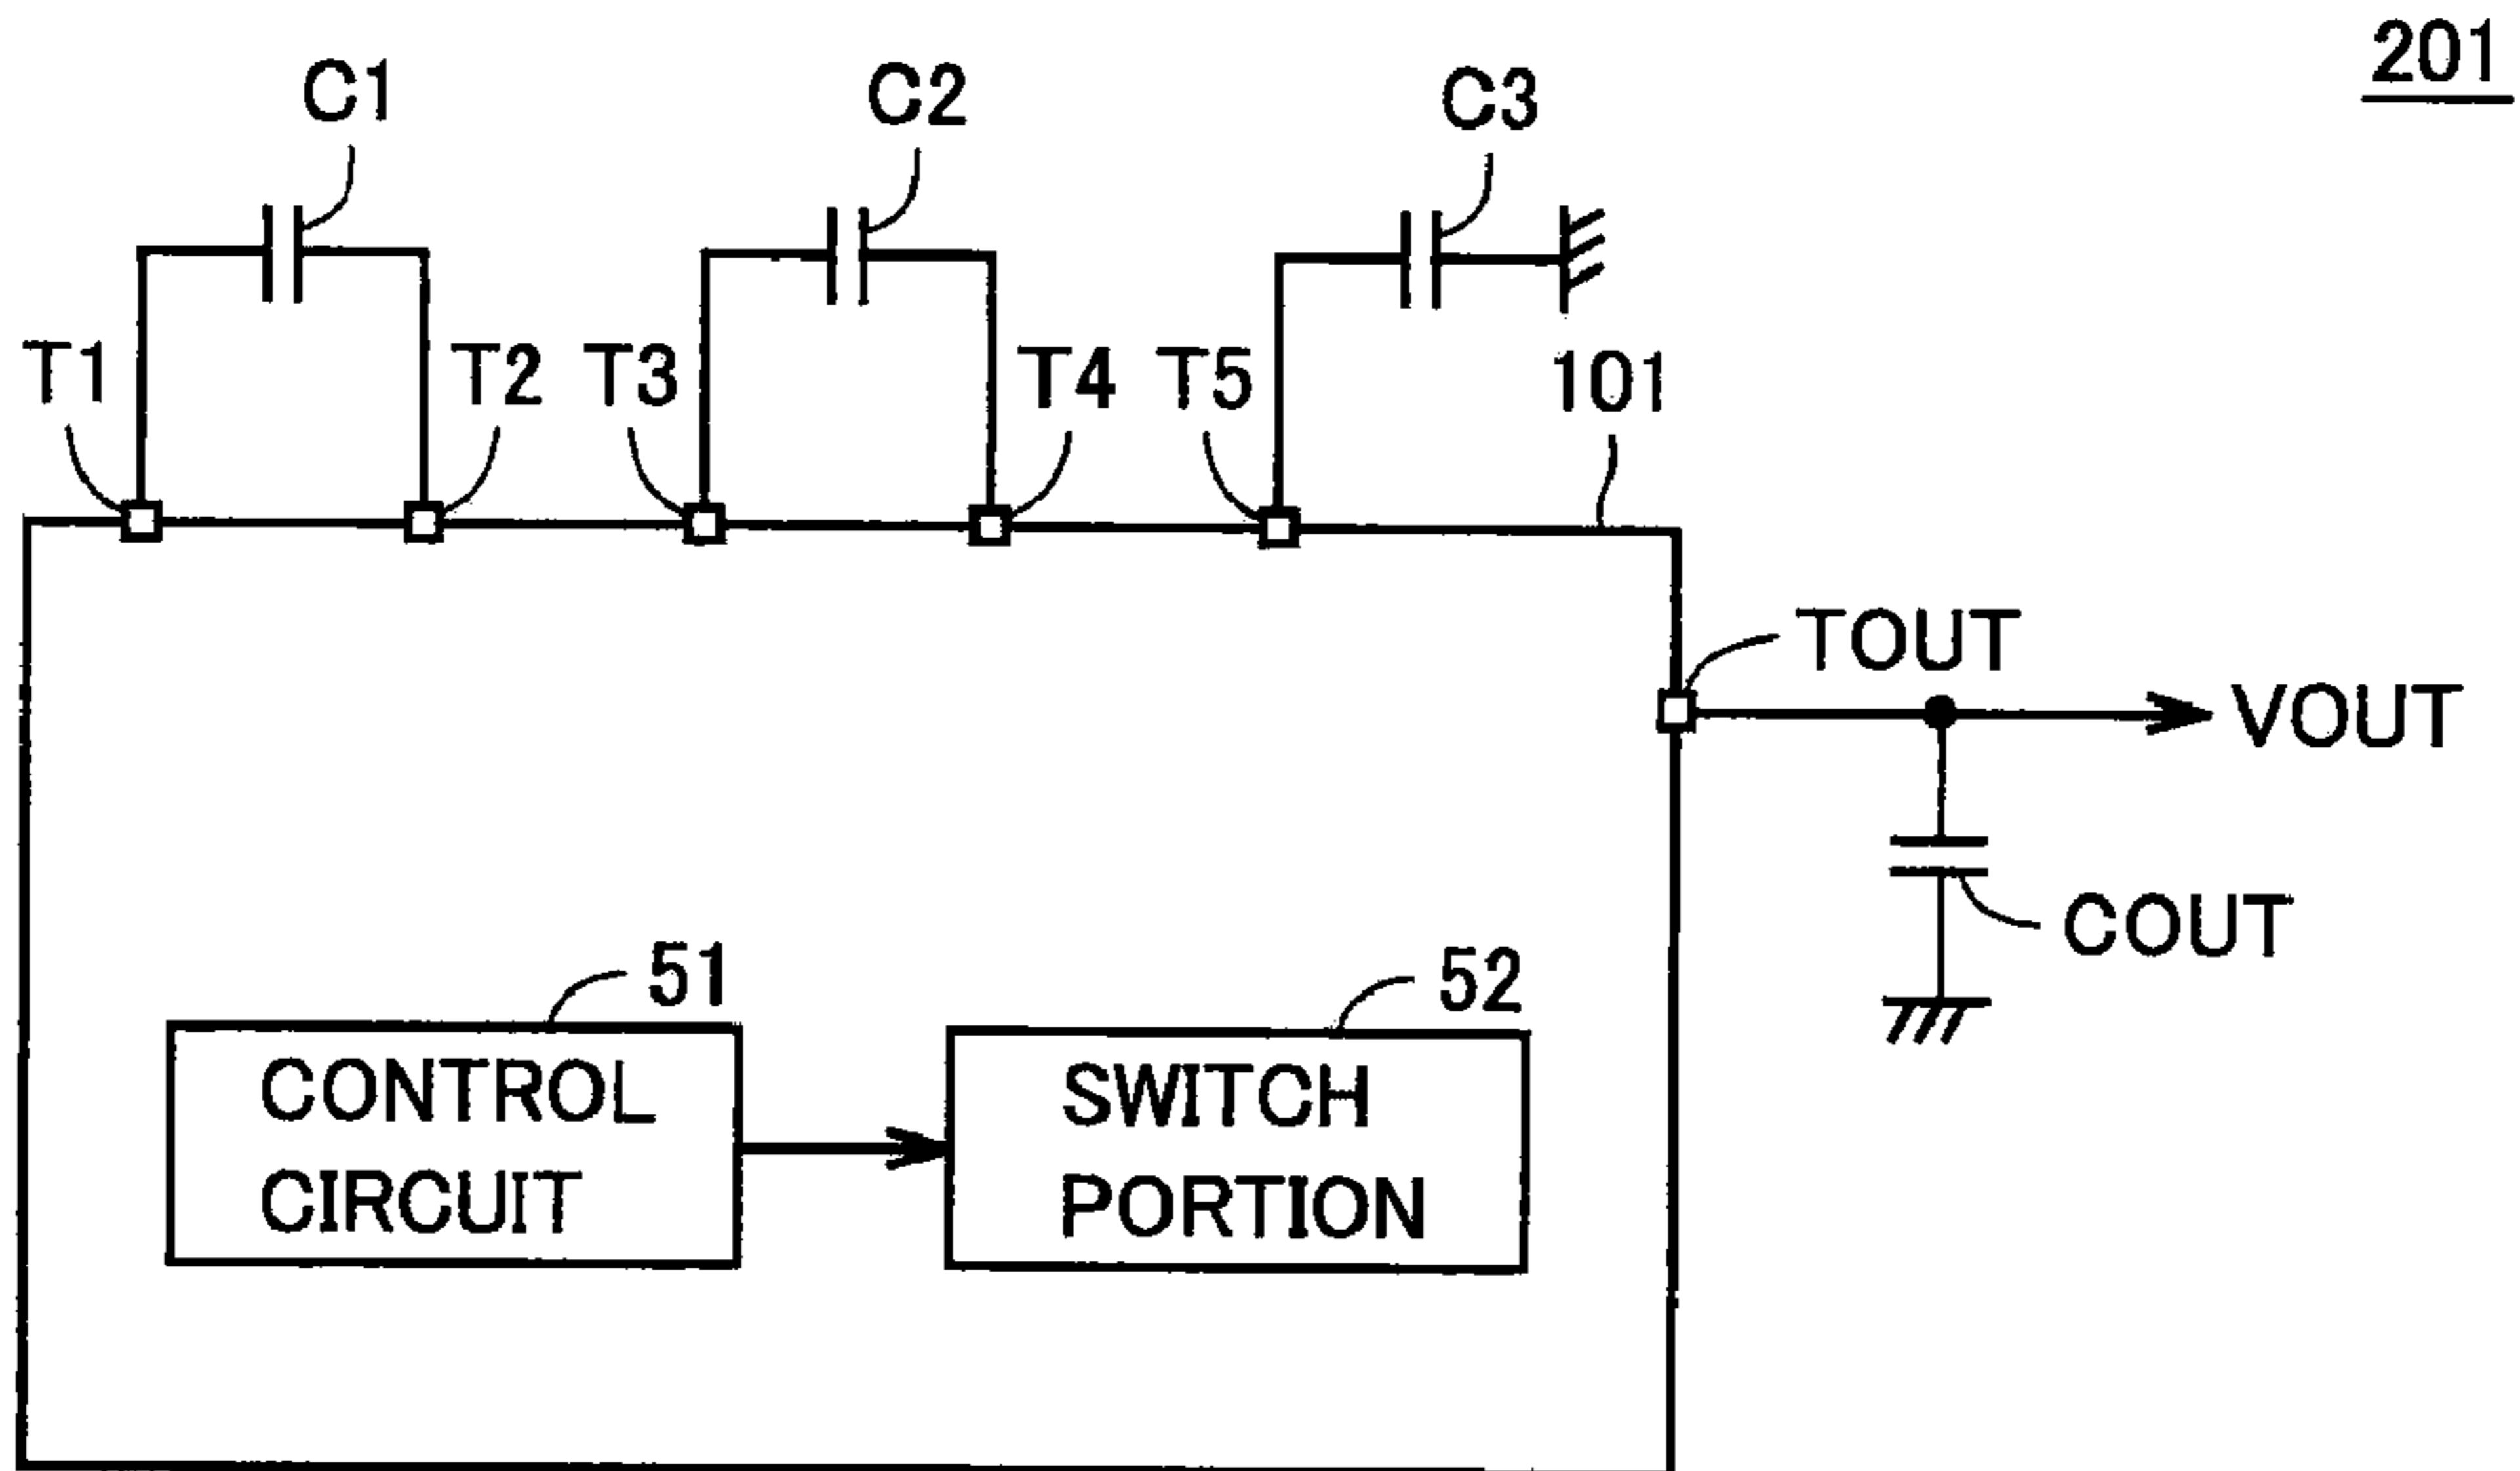 201
C1
C2
C3
T1
T2
T3
T4
T5
101
TOUT
VOUT
COUT
51
52
CONTROL
CIRCUIT
SWITCH
PORTION